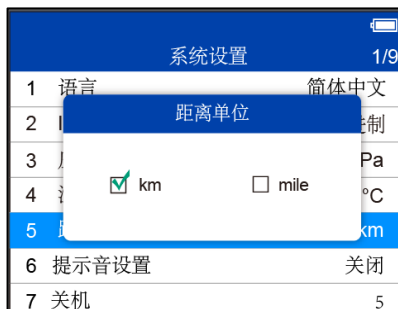 系统设置 1/9
1 语言 简体中文
距离单位
2 制
3 Pa
km mile
4 °C
5 km
6 提示音设置 关闭
7 关机 5